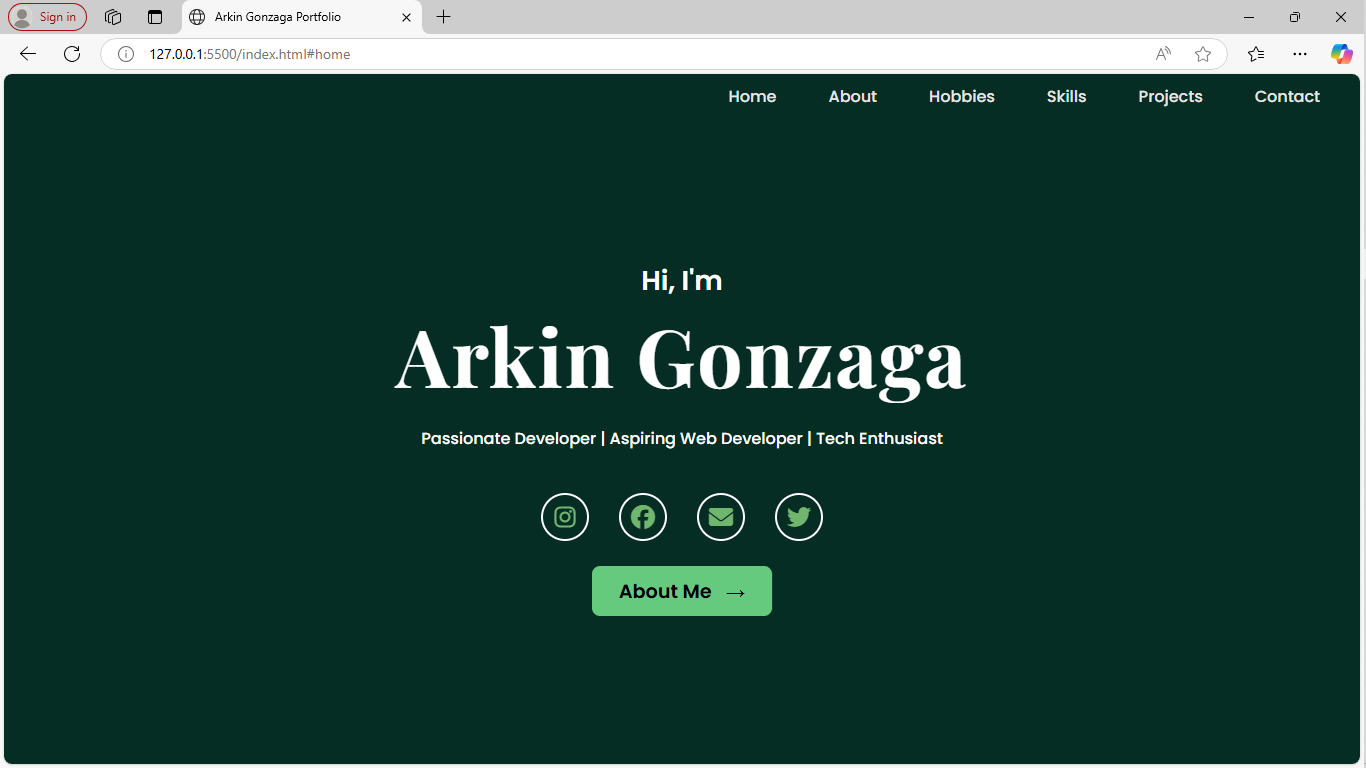 Sign in
Arkin Gonzaga Portfolio
127.0.0.1:5500/index.html#home
Home About Hobbies Skills Projects Contact
Hi, I'm
Arkin Gonzaga
Passionate Developer | Aspiring Web Developer | Tech Enthusiast
About Me →